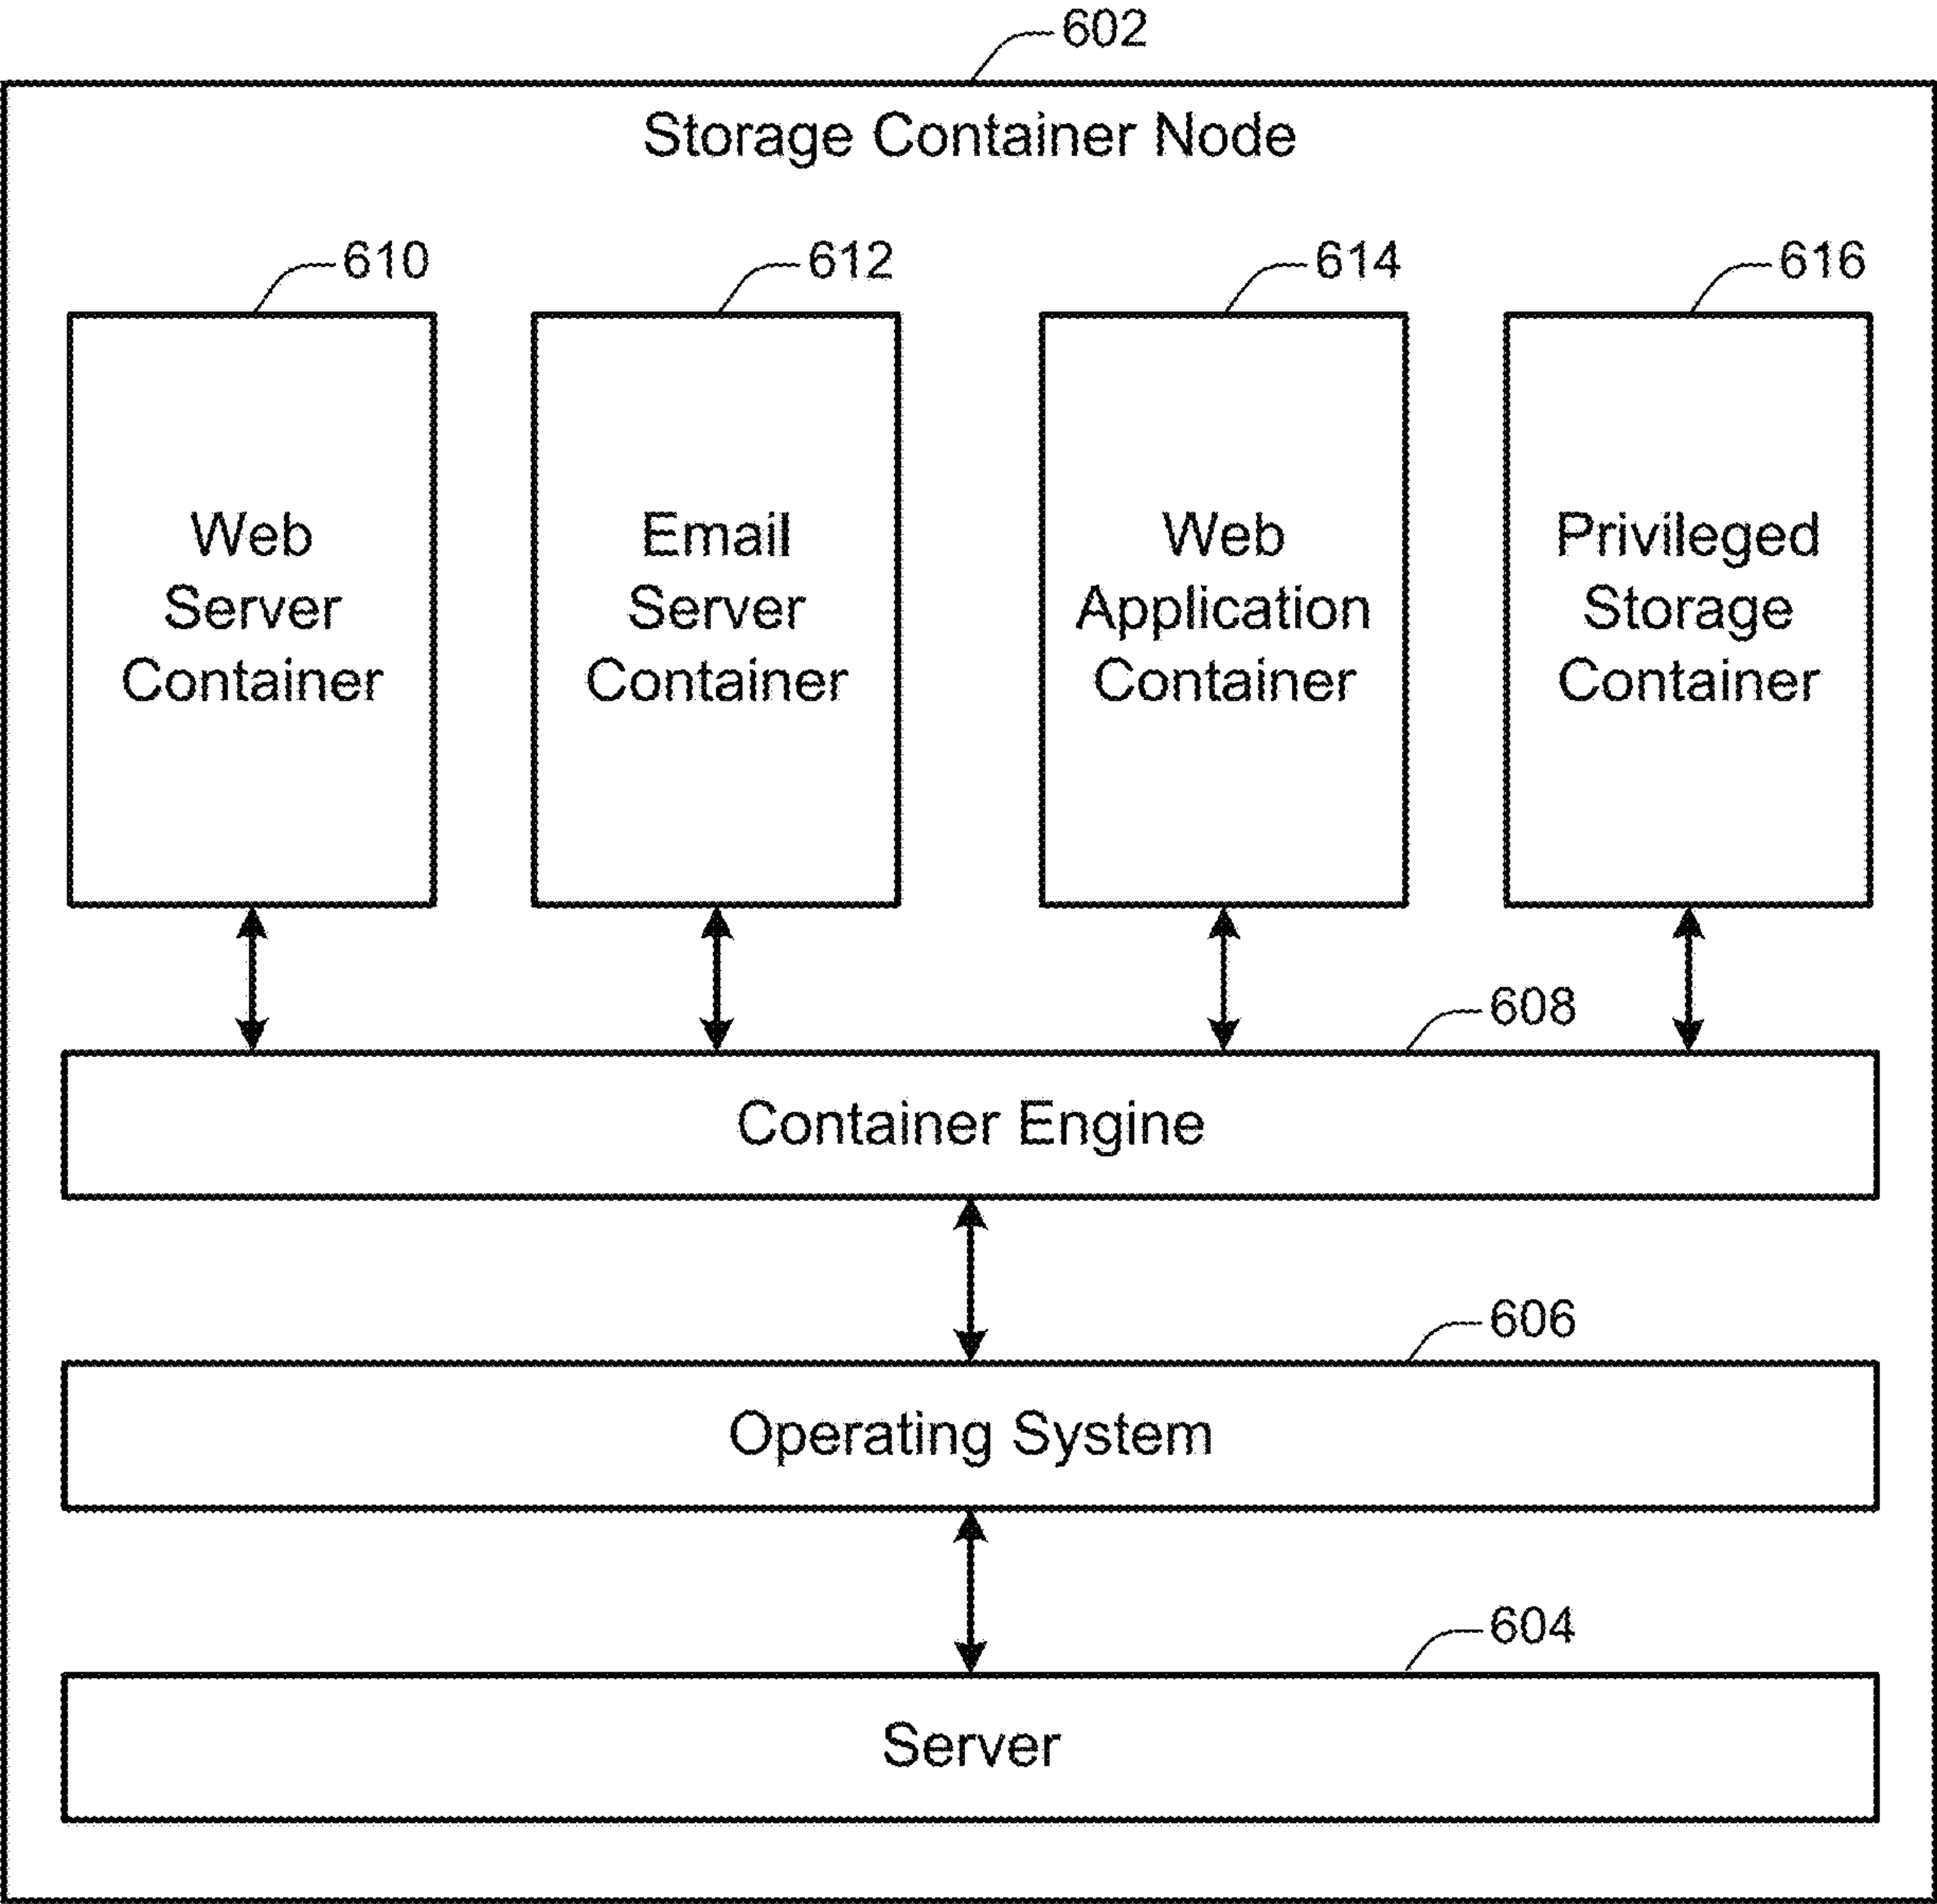 602
Storage Container Node
610
612
614
616
Web
Server
Container
Email
Server
Container
Web
Application
Container
Privileged
Storage
Container
608
Container Engine
606
Operating System
604
Server